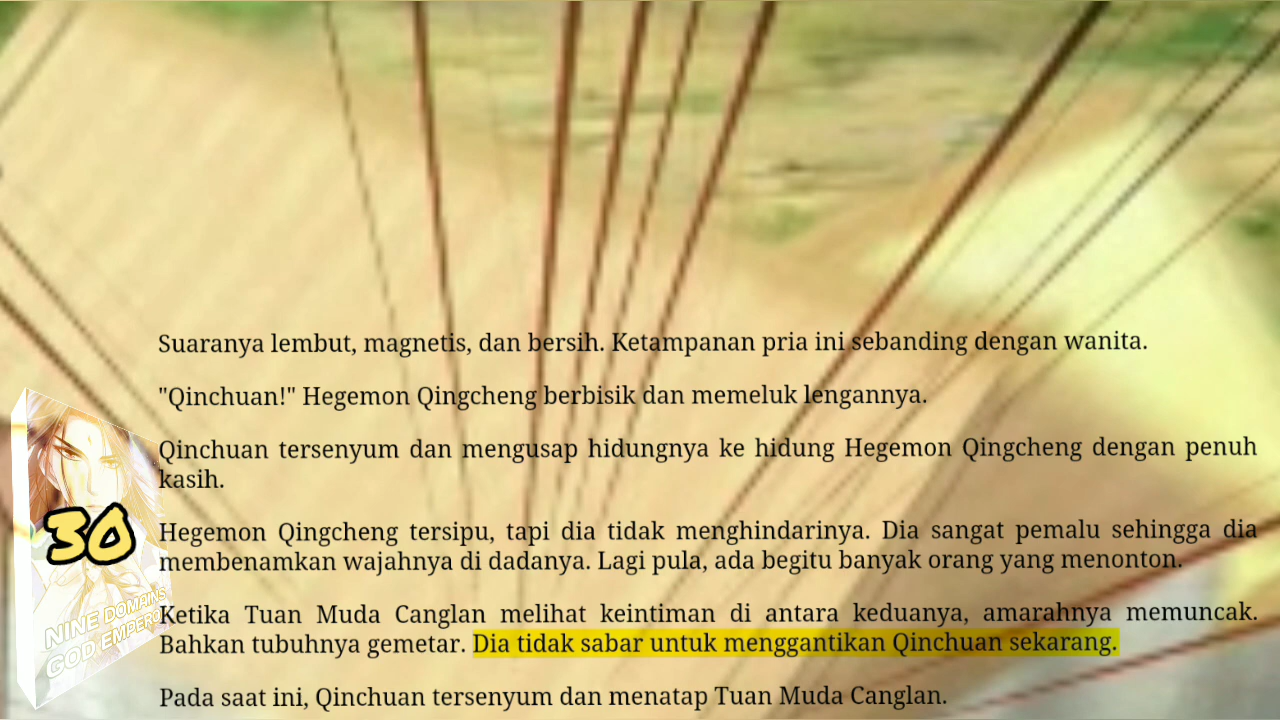 Suaranya lembut, magnetis, dan bersih. Ketampanan pria ini sebanding dengan wanita.
"Qinchuan!" Hegemon Qingcheng berbisik dan memeluk lengannya.
Qinchuan tersenyum dan mengusap hidungnya ke hidung Hegemon Qingcheng dengan penuh
kasih.
Hegemon Qingcheng tersipu, tapi dia tidak menghindarinya. Dia sangat pemalu sehingga dia
membenamkan wajahnya di dadanya. Lagi pula, ada begitu banyak orang yang menonton.
Ketika Tuan Muda Canglan melihat keintiman di antara keduanya, amarahnya memuncak.
Bahkan tubuhnya gemetar. Dia tidak sabar untuk menggantikan Qinchuan sekarang.
Pada saat ini, Qinchuan tersenyum dan menatap Tuan Muda Canglan.
30
NINE DOMAINS
GOD EMPEROR